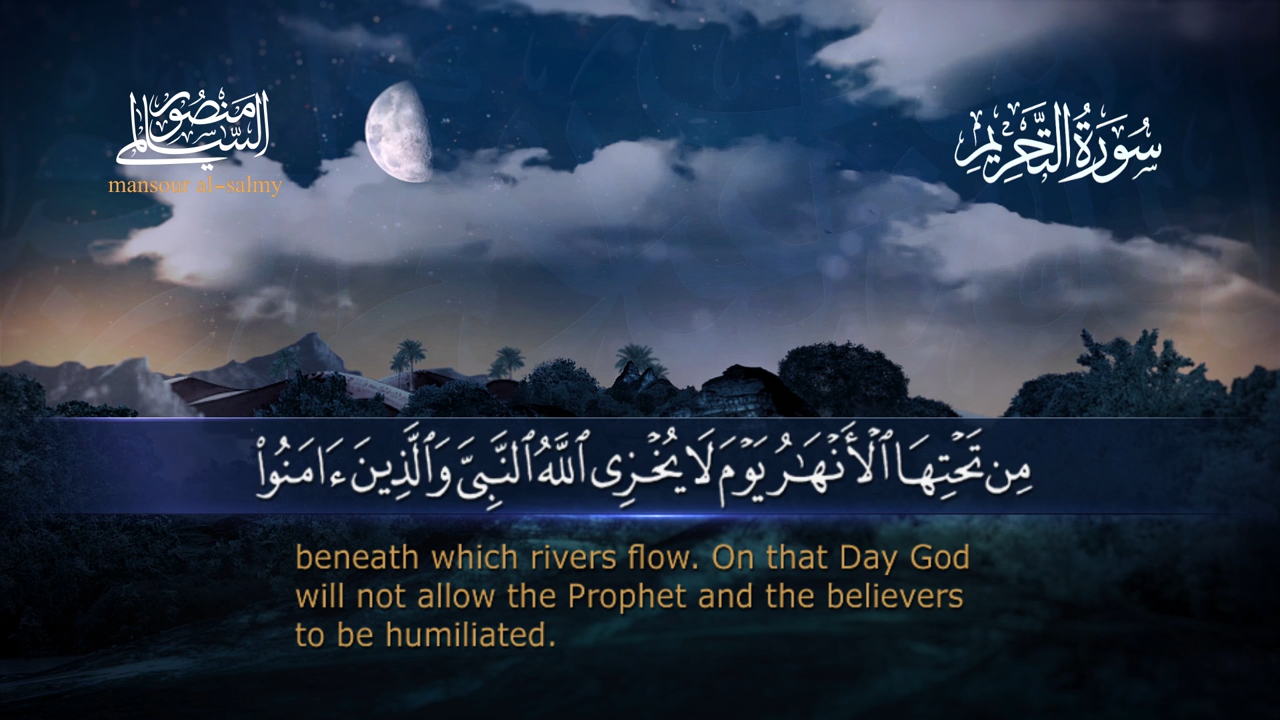 منصور السالمي
mansour al-salmy
سُورَةُ التَّحْرِيمِ
مِن تَحْتِهَا ٱلْأَنْهَـٰرُ يَوْمَ لَا يُخْزِى ٱللَّهُ ٱلنَّبِىَّ وَٱلَّذِينَ ءَامَنُوا۟
beneath which rivers flow. On that Day God
will not allow the Prophet and the believers
to be humiliated.